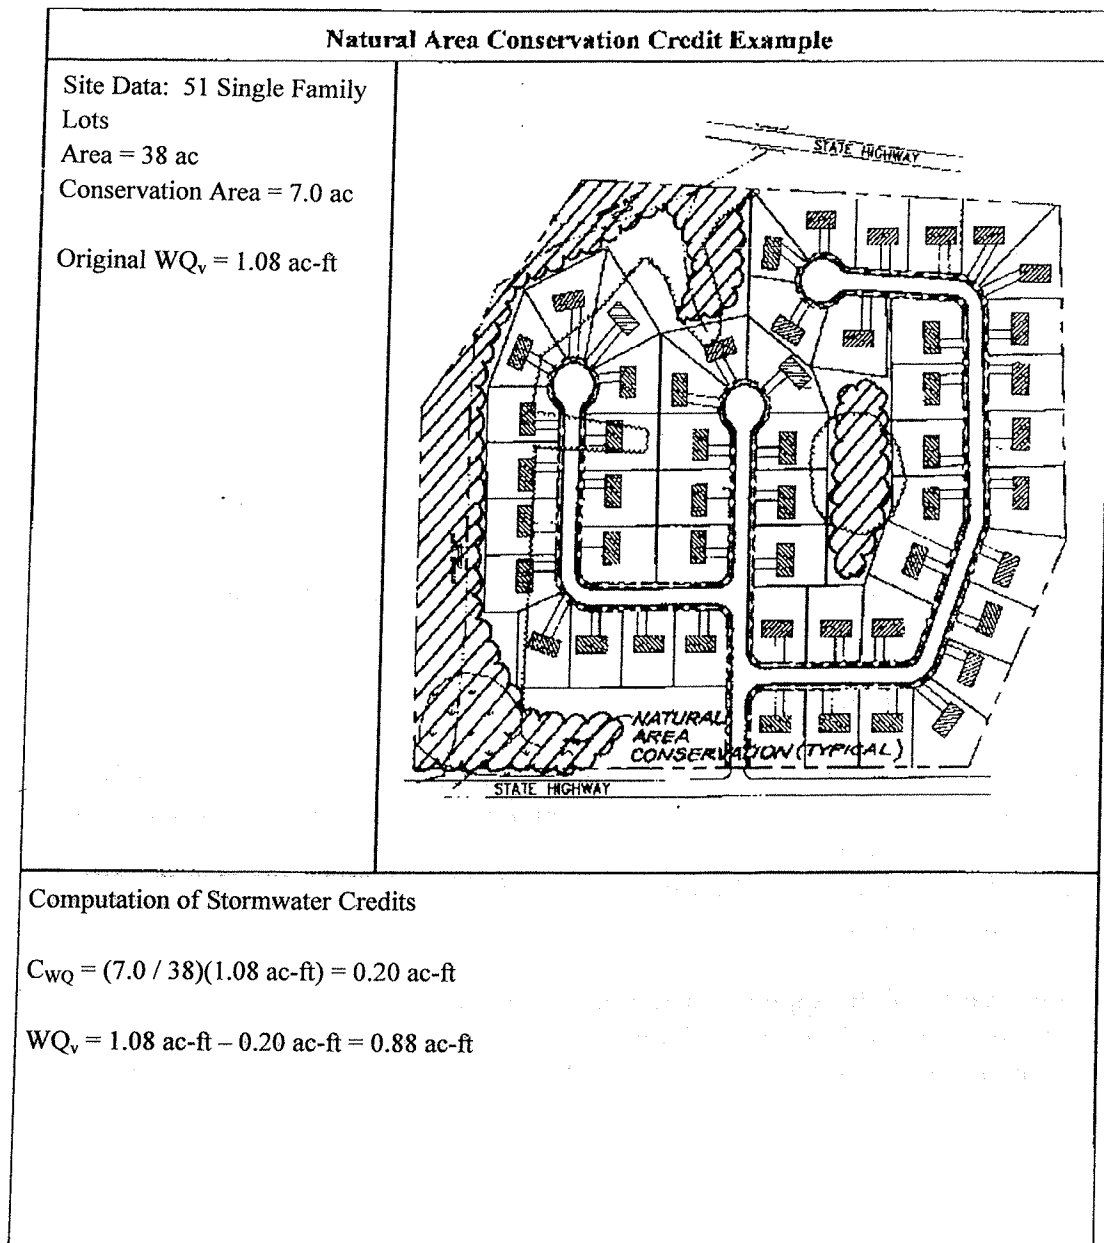 Natural Area Conservation Credit Example
Site Data: 51 Single Family
Lots
Area = 38 ac
Conservation Area = 7.0 ac
Original WQv = 1.08 ac-ft
STATE HIGHWAY
NATURAL
AREA
CONSERVATION (TYPICAL)
STATE HIGHWAY
Computation of Stormwater Credits
CWQ = (7.0 / 38)(1.08 ac-ft) = 0.20 ac-ft
WQv = 1.08 ac-ft – 0.20 ac-ft = 0.88 ac-ft